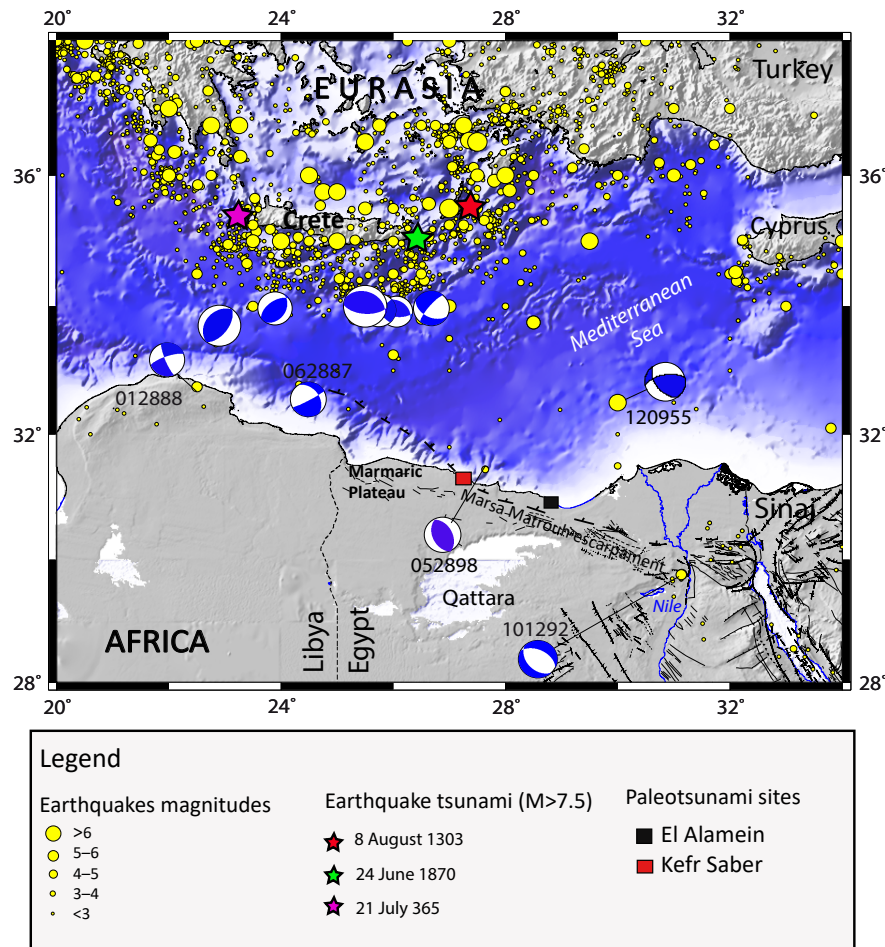 20˚ 24˚ 28˚ 32˚
EURASIA
Turkey
36˚ 36˚
Crete
Cyprus
Mediterranean
Sea
062887
012888
120955
32˚ 32˚
Marmaric
Plateau
Marsa Matrouh escarpament
Sinai
052898
Qattara
Nile
101292
AFRICA
Libya
Egypt
28˚ 28˚
20˚ 24˚ 28˚ 32˚
Legend
Earthquakes magnitudes
>6
5–6
4–5
3–4
<3
Earthquake tsunami (M>7.5)
8 August 1303
24 June 1870
21 July 365
Paleotsunami sites
El Alamein
Kefr Saber